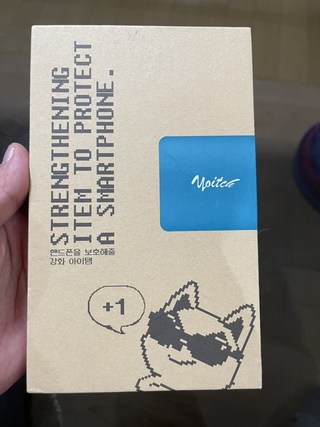 STRENGTHENING
ITEM TO PROTECT
A SMARTPHONE.
핸드폰을 보호해줄
강화 아이템
+1